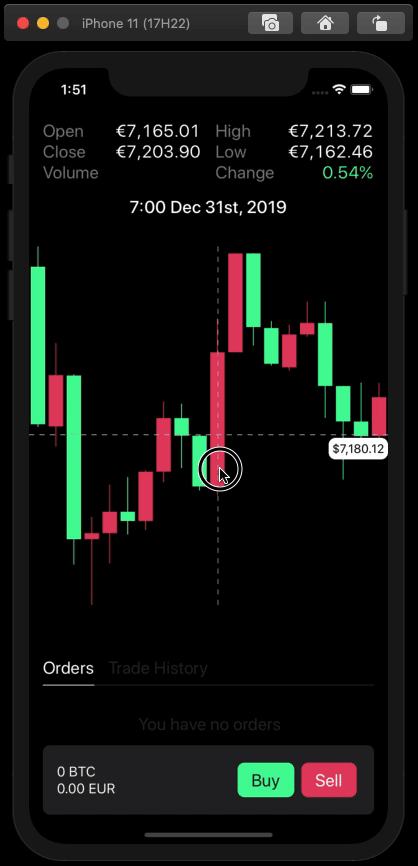 iPhone 11 (17H22)
1:51
Open €7,165.01 High €7,213.72
Close €7,203.90 Low €7,162.46
Volume Change 0.54%
7:00 Dec 31st, 2019
$7,180.12
Orders Trade History
You have no orders
0 BTC
0.00 EUR
Buy Sell